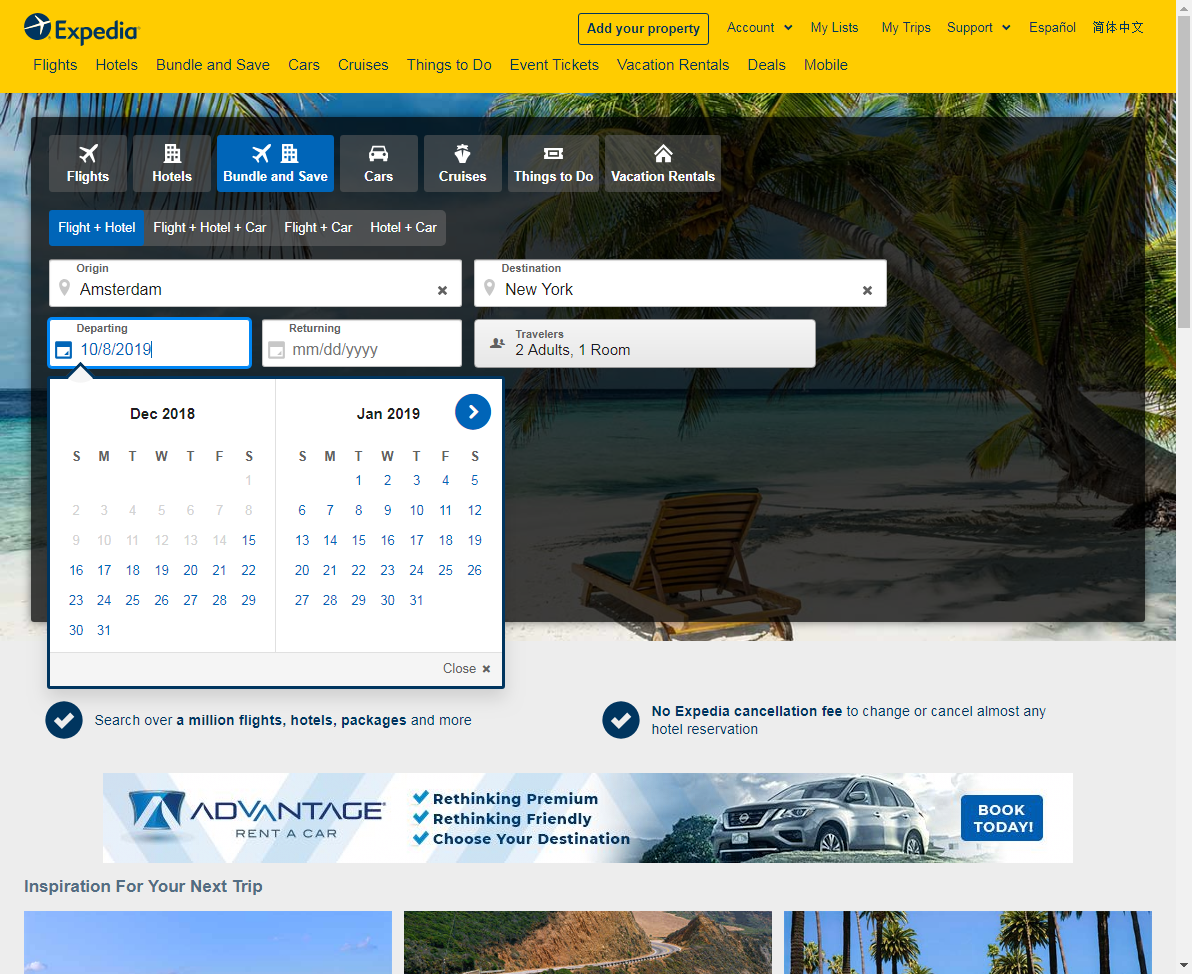 Expedia
Add your property
Account
My Lists
My Trips
Support
Español
简体中文
Flights
Hotels
Bundle and Save
Cars
Cruises
Things to Do
Event Tickets
Vacation Rentals
Deals
Mobile
Flights
Hotels
Bundle and Save
Cars
Cruises
Things to Do
Vacation Rentals
Flight + Hotel
Flight + Hotel + Car
Flight + Car
Hotel + Car
Origin
Amsterdam
Destination
New York
Departing
10/8/2019
Returning
mm/dd/yyyy
Travelers
2 Adults, 1 Room
Dec 2018
S M T W T F S
1
2 3 4 5 6 7 8
9 10 11 12 13 14 15
16 17 18 19 20 21 22
23 24 25 26 27 28 29
30 31
Jan 2019
S M T W T F S
1 2 3 4 5
6 7 8 9 10 11 12
13 14 15 16 17 18 19
20 21 22 23 24 25 26
27 28 29 30 31
Close
Search over a million flights, hotels, packages and more
No Expedia cancellation fee to change or cancel almost any
hotel reservation
ADVANTAGE
RENT A CAR
Rethinking Premium
Rethinking Friendly
Choose Your Destination
BOOK
TODAY!
Inspiration For Your Next Trip